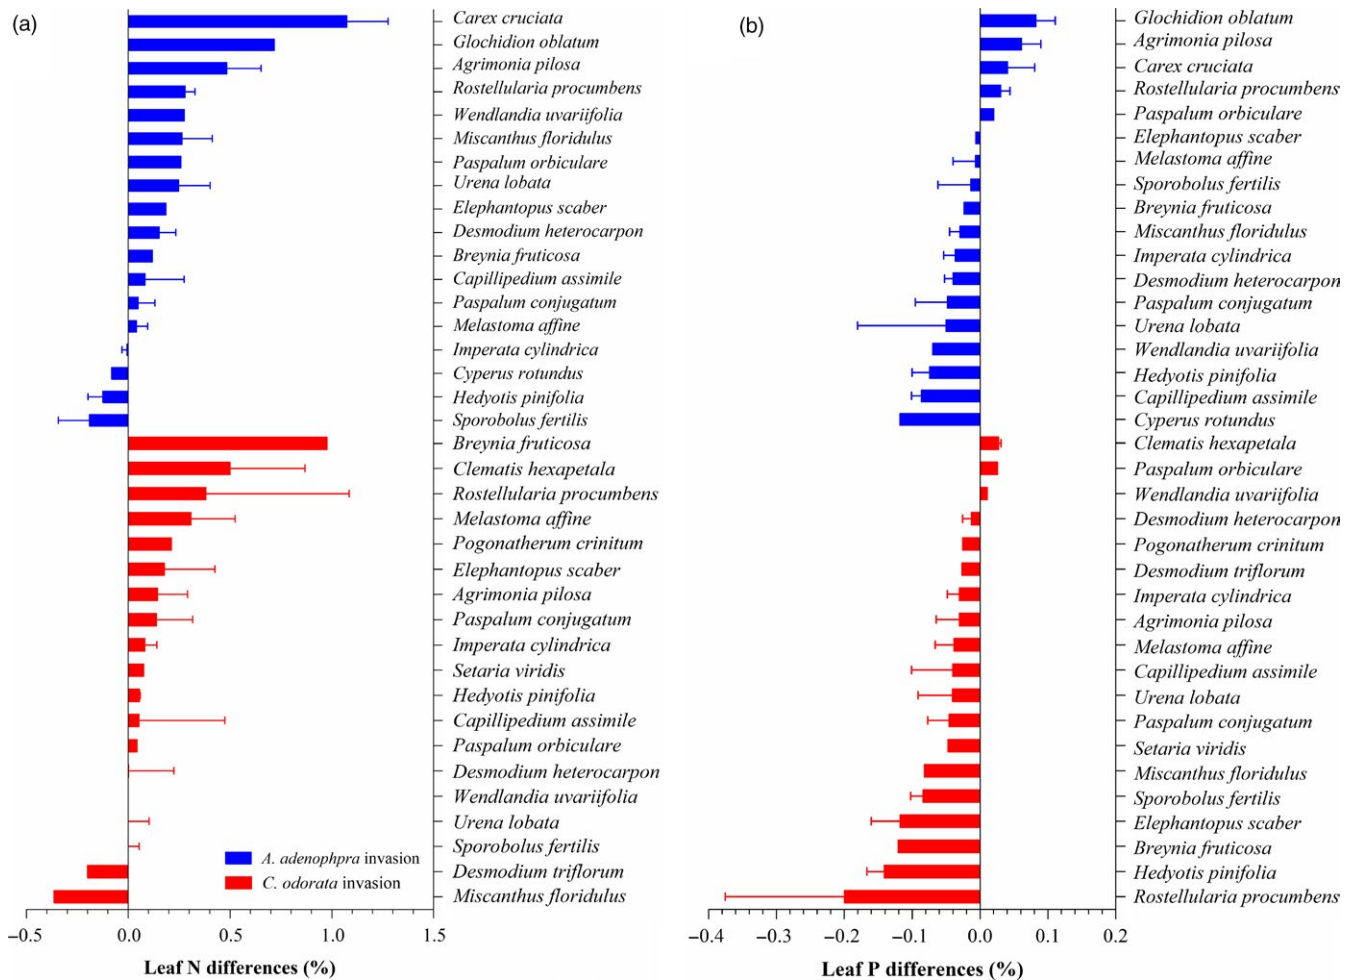 (a)
Carex cruciata
Glochidion oblatum
Agrimonia pilosa
Rostellularia procumbens
Wendlandia uvariifolia
Miscanthus floridulus
Paspalum orbiculare
Urena lobata
Elephantopus scaber
Desmodium heterocarpon
Breynia fruticosa
Capillipedium assimile
Paspalum conjugatum
Melastoma affine
Imperata cylindrica
Cyperus rotundus
Hedyotis pinifolia
Sporobolus fertilis
Breynia fruticosa
Clematis hexapetala
Rostellularia procumbens
Melastoma affine
Pogonatherum crinitum
Elephantopus scaber
Agrimonia pilosa
Paspalum conjugatum
Imperata cylindrica
Setaria viridis
Hedyotis pinifolia
Capillipedium assimile
Paspalum orbiculare
Desmodium heterocarpon
Wendlandia uvariifolia
Urena lobata
Sporobolus fertilis
Desmodium triflorum
Miscanthus floridulus
A. adenophpra invasion
C. odorata invasion
−0.5 0.0 0.5 1.0 1.5
Leaf N differences (%)
(b)
Glochidion oblatum
Agrimonia pilosa
Carex cruciata
Rostellularia procumbens
Paspalum orbiculare
Elephantopus scaber
Melastoma affine
Sporobolus fertilis
Breynia fruticosa
Miscanthus floridulus
Imperata cylindrica
Desmodium heterocarpon
Paspalum conjugatum
Urena lobata
Wendlandia uvariifolia
Hedyotis pinifolia
Capillipedium assimile
Cyperus rotundus
Clematis hexapetala
Paspalum orbiculare
Wendlandia uvariifolia
Desmodium heterocarpon
Pogonatherum crinitum
Desmodium triflorum
Imperata cylindrica
Agrimonia pilosa
Melastoma affine
Capillipedium assimile
Urena lobata
Paspalum conjugatum
Setaria viridis
Miscanthus floridulus
Sporobolus fertilis
Elephantopus scaber
Breynia fruticosa
Hedyotis pinifolia
Rostellularia procumbens
−0.4 −0.3 −0.2 −0.1 0.0 0.1 0.2
Leaf P differences (%)